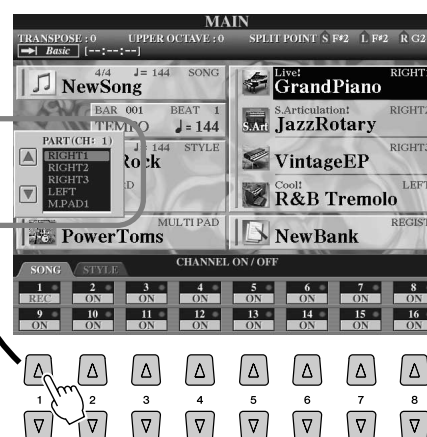 MAIN
TRANSPOSE : 0 UPPER OCTAVE : 0 SPLIT POINT S F#2 L F#2 R G2
Basic [--:--:--]
4/4 J= 144 SONG
NewSong
Live! RIGHT1
GrandPiano
BAR 001 BEAT 1
TEMPO J = 144
S.Articulation! RIGHT2
S.Art JazzRotary
PART(CH: 1)
RIGHT1
RIGHT2
RIGHT3
LEFT
M.PAD1
144 STYLE
Rock
RIGHT3
VintageEP
D
Cool! LEFT
R&B Tremolo
MULTI PAD
PowerToms
REGIST
NewBank
SONG STYLE CHANNEL ON / OFF
1 2 3 4 5 6 7 8
REC ON ON ON ON ON ON ON
9 10 11 12 13 14 15 16
ON ON ON ON ON ON ON ON
1 2 3 4 5 6 7 8